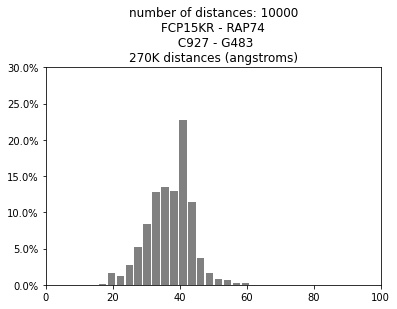 number of distances: 10000
FCP15KR - RAP74
C927 - G483
270K distances (angstroms)
30.0%
25.0%
20.0%
15.0%
10.0%
5.0%
0.0%
0 20 40 60 80 100